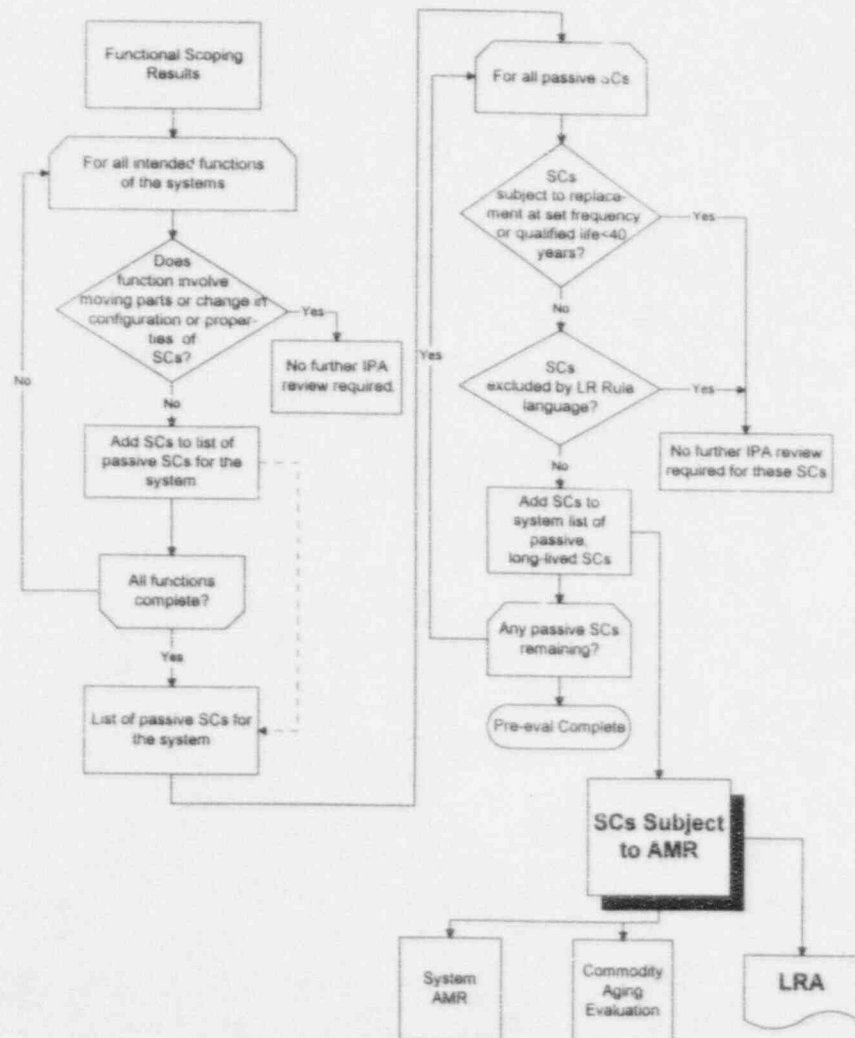 Functional Scoping
Results
For all intended functions
of the systems
Does
function involve
moving parts or change in
configuration or proper-
ties of
SCs?
Yes
No further IPA
review required.
No
No
Add SCs to list of
passive SCs for the
system
All functions
complete?
Yes
List of passive SCs for
the system
For all passive SCs
SCs
subject to replace-
ment at set frequency
or qualified life<40
years?
Yes
No
Yes
SCs
excluded by LR Rule
language?
Yes
No further IPA review
required for these SCs
No
Add SCs to
system list of
passive,
long-lived SCs
Any passive SCs
remaining?
Pre-eval Complete
SCs Subject
to AMR
System
AMR
Commodity
Aging
Evaluation
LRA